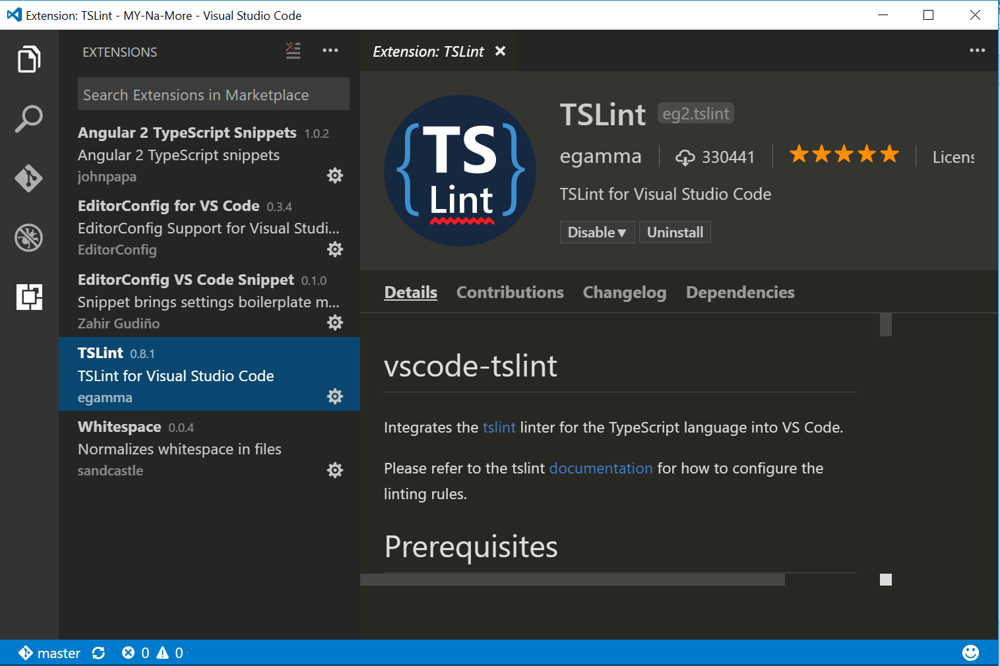 Extension: TSLint - MY-Na-More - Visual Studio Code
EXTENSIONS
Search Extensions in Marketplace
Angular 2 TypeScript Snippets 1.0.2
Angular 2 TypeScript snippets
johnpapa
EditorConfig for VS Code 0.3.4
EditorConfig Support for Visual Studi...
EditorConfig
EditorConfig VS Code Snippet 0.1.0
Snippet brings settings boilerplate m...
Zahir Gudiño
TSLint 0.8.1
TSLint for Visual Studio Code
egamma
Whitespace 0.0.4
Normalizes whitespace in files
sandcastle
Extension: TSLint
{TS
Lint}
TSLint eg2.tslint
egamma 330441 Licens
TSLint for Visual Studio Code
Disable▼ Uninstall
Details Contributions Changelog Dependencies
vscode-tslint
Integrates the tslint linter for the TypeScript language into VS Code.
Please refer to the tslint documentation for how to configure the
linting rules.
Prerequisites
master 0 0